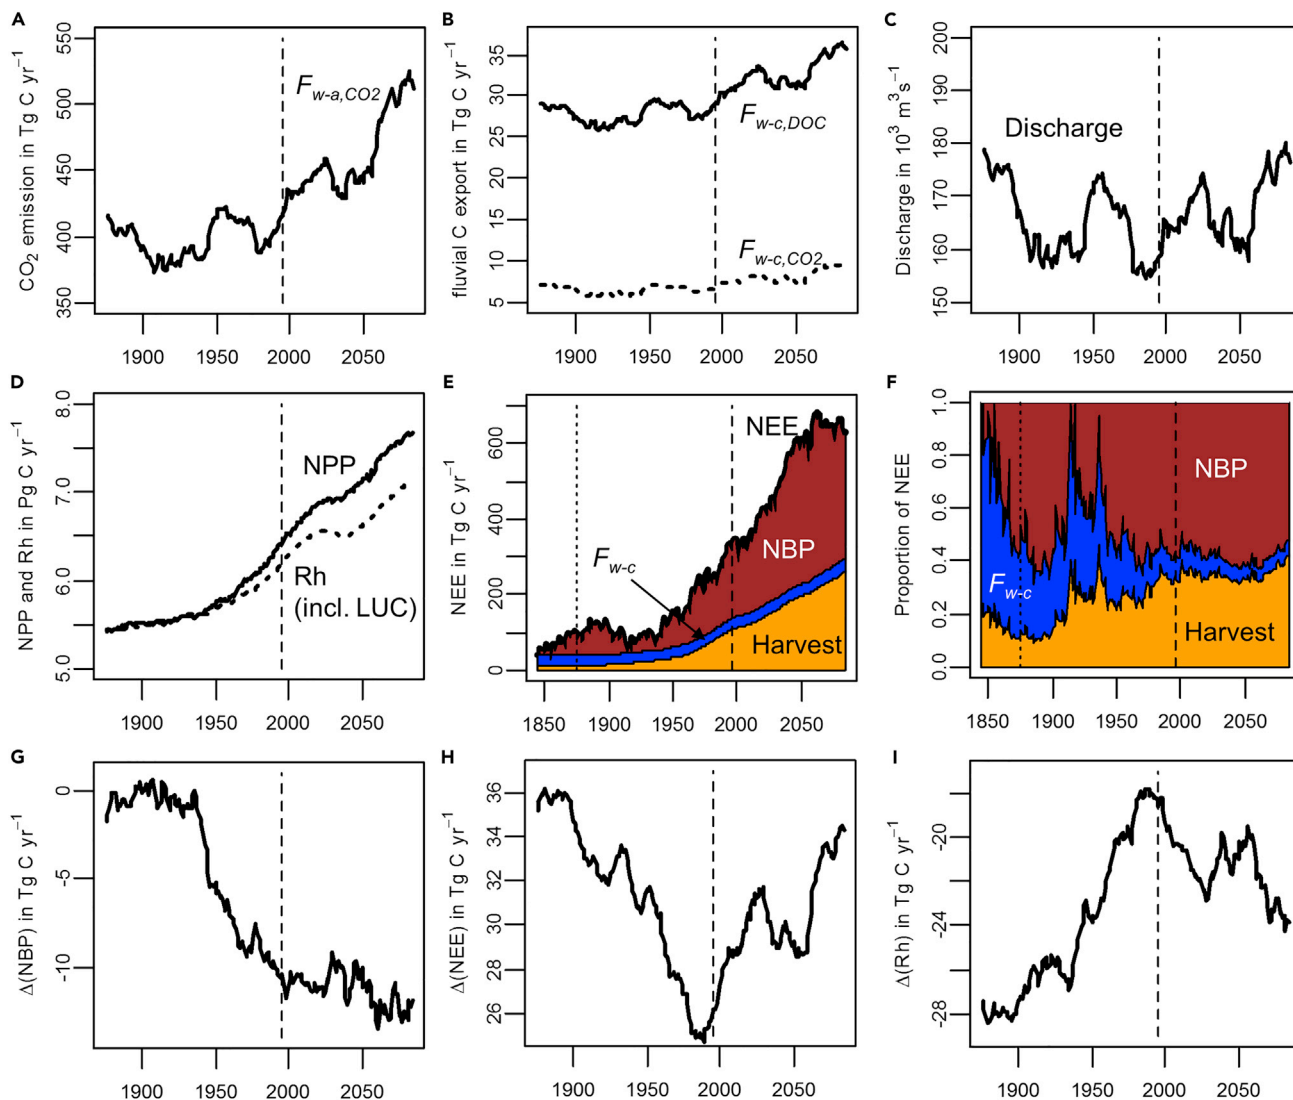 A
CO2 emission in Tg C yr−1
550
500
450
400
350
Fw-a,CO2
1900 1950 2000 2050
B
fluvial C export in Tg C yr−1
35
30
25
20
15
10
5
Fw-c,DOC
Fw-c,CO2
1900 1950 2000 2050
C
Discharge in 10^3 m^3s−1
200
190
180
170
160
150
Discharge
1900 1950 2000 2050
D
NPP and Rh in Pg C yr−1
8.0
7.0
6.0
5.0
NPP
Rh
(incl. LUC)
1900 1950 2000 2050
E
NEE in Tg C yr−1
600
400
200
0
NEE
Fw-c
NBP
Harvest
1850 1900 1950 2000 2050
F
Proportion of NEE
1.0
0.8
0.6
0.4
0.2
0.0
NBP
Fw-c
Harvest
1850 1900 1950 2000 2050
G
Δ(NBP) in Tg C yr−1
0
-5
-10
1900 1950 2000 2050
H
Δ(NEE) in Tg C yr−1
36
34
32
30
28
26
1900 1950 2000 2050
I
Δ(Rh) in Tg C yr−1
-20
-24
-28
1900 1950 2000 2050